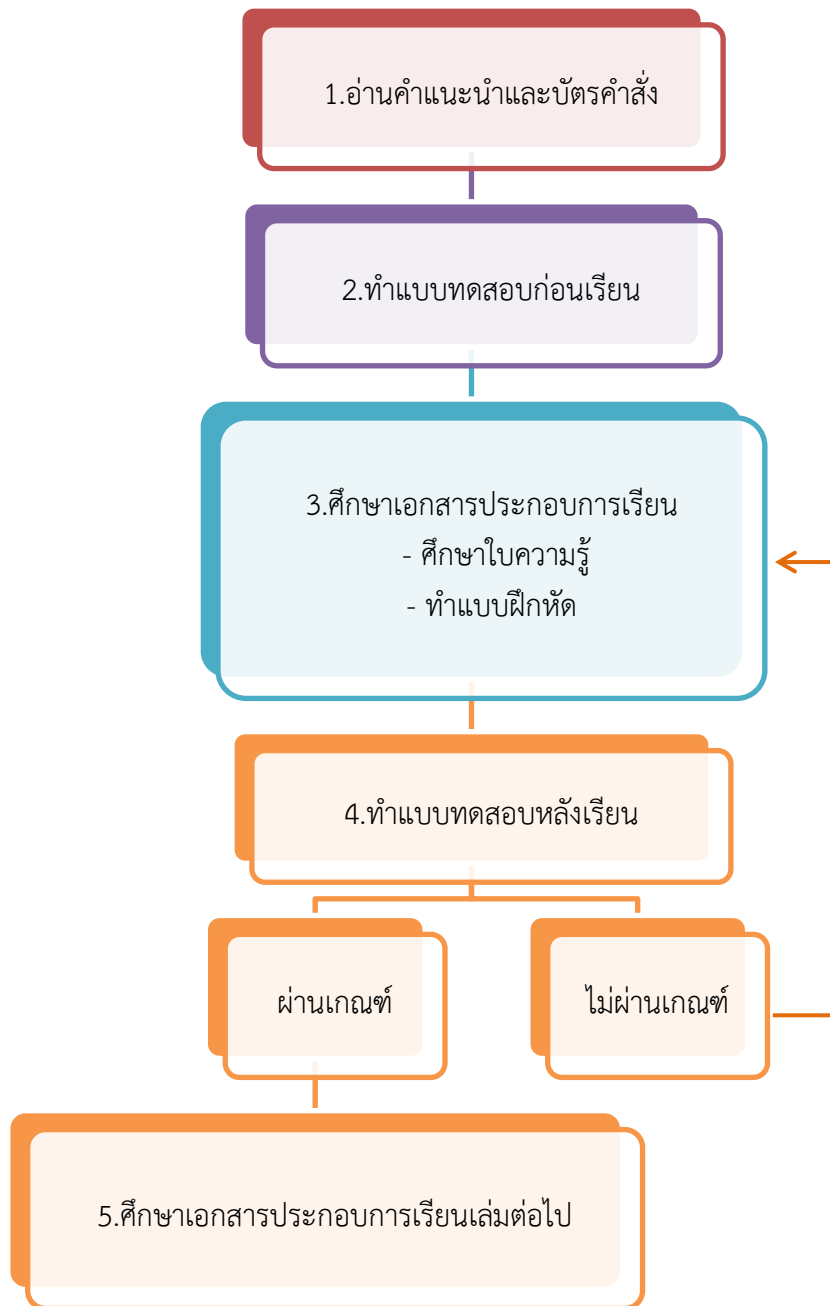 1.อ่านคำแนะนำและบัตรคำสั่ง
2.ทำแบบทดสอบก่อนเรียน
3.ศึกษาเอกสารประกอบการเรียน
- ศึกษาใบความรู้
- ทำแบบฝึกหัด
4.ทำแบบทดสอบหลังเรียน
ผ่านเกณฑ์
ไม่ผ่านเกณฑ์
5.ศึกษาเอกสารประกอบการเรียนเล่มต่อไป